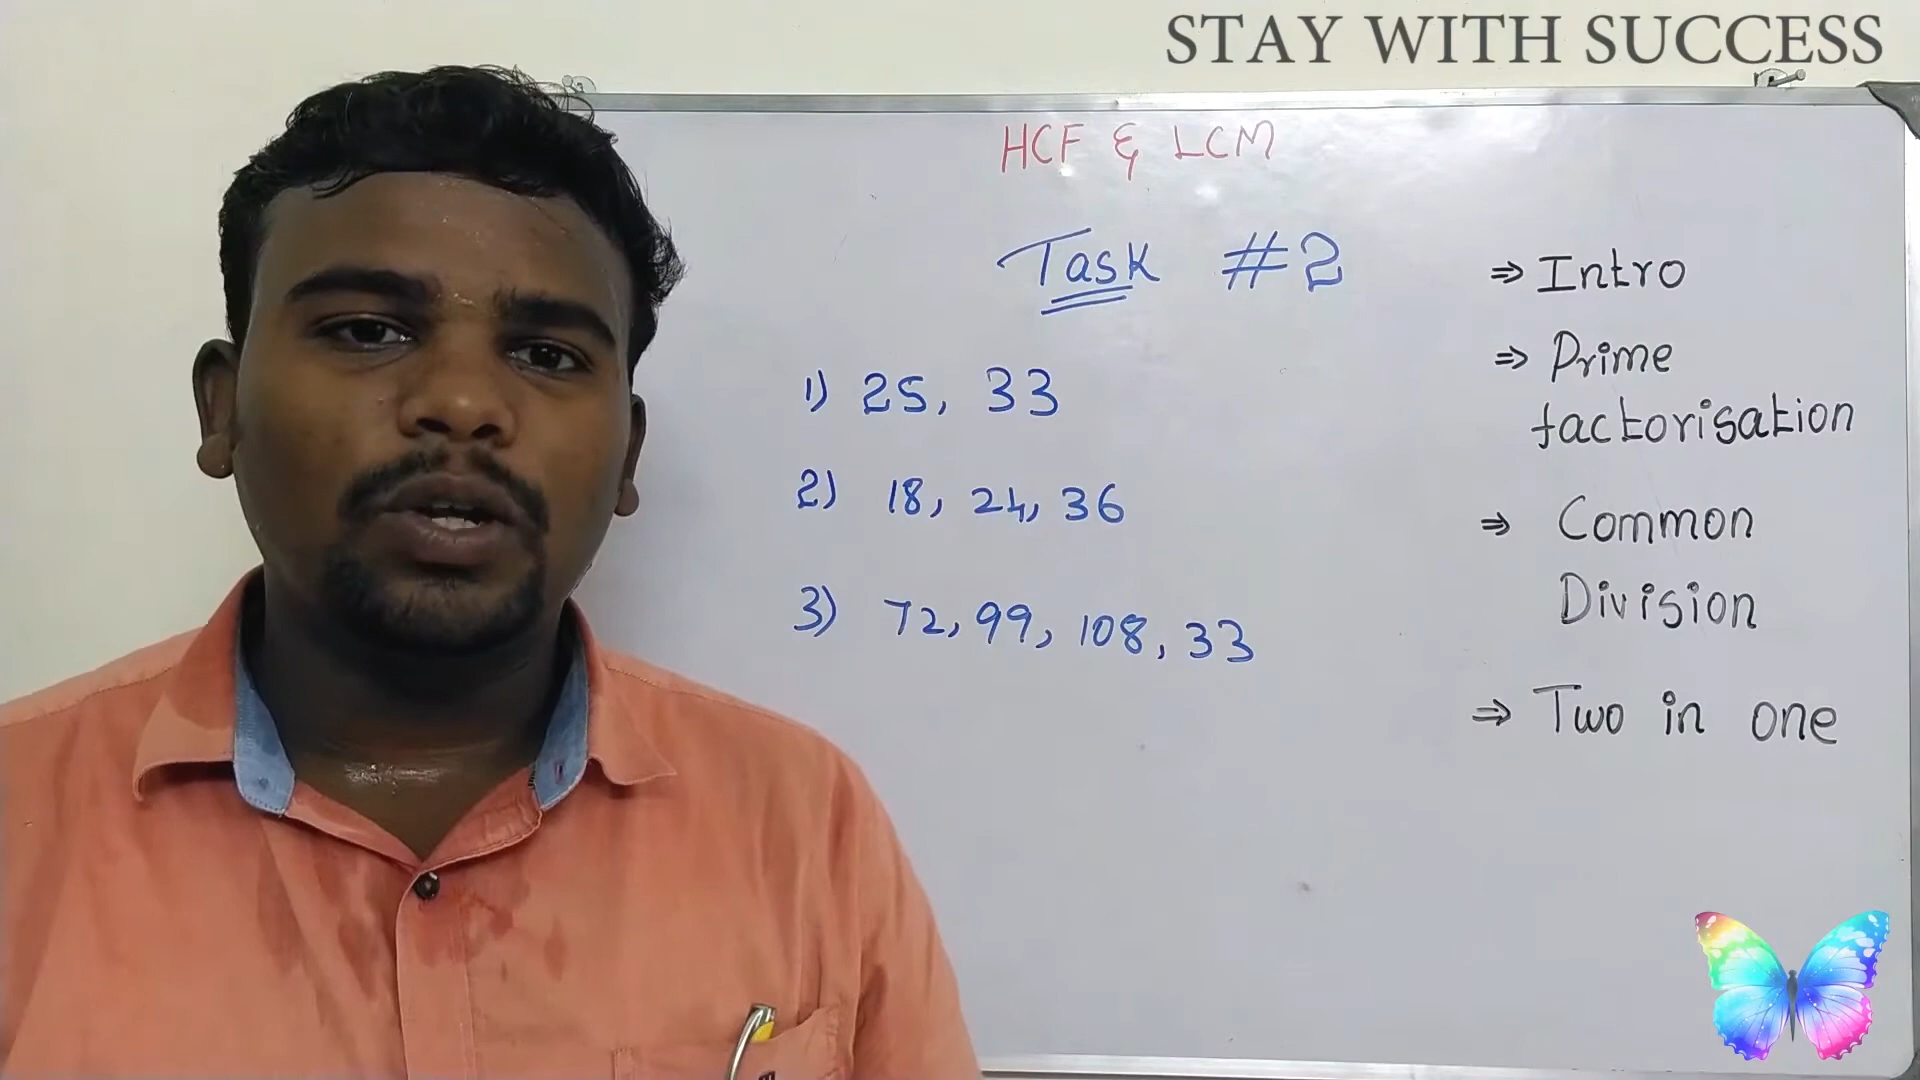 STAY WITH SUCCESS
HCF & LCM
Task #2
1) 25, 33
2) 18, 24, 36
3) 72, 99, 108, 33
⇒ Intro
⇒ Prime
factorisation
⇒ Common
Division
⇒ Two in one